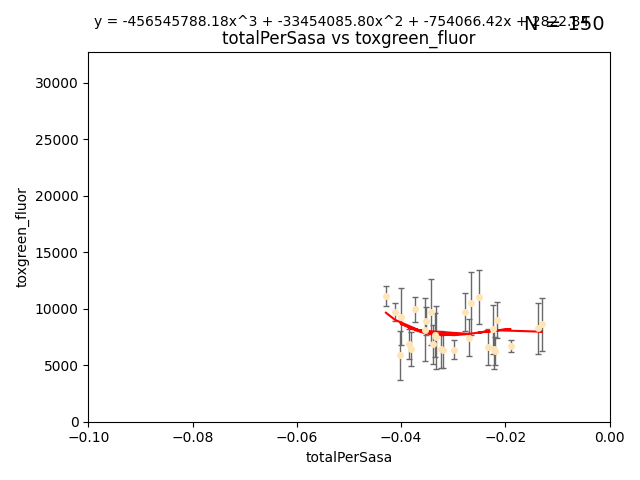 y = -456545788.18x^3 + -33454085.80x^2 + -754066.42x +
N = 150
totalPerSasa vs toxgreen_fluor
30000
25000
20000
15000
10000
5000
0
toxgreen_fluor
−0.10
−0.08
−0.06
−0.04
−0.02
0.00
totalPerSasa